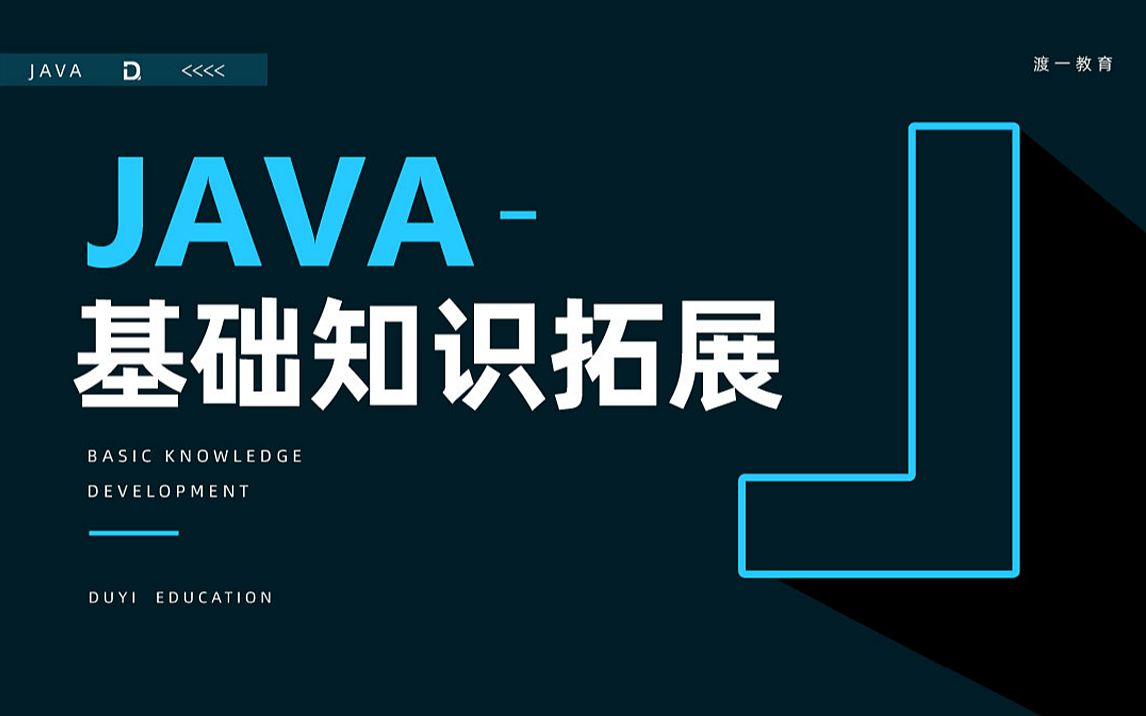 JAVA D <<<<
渡一教育
JAVA-
基础知识拓展
BASIC KNOWLEDGE
DEVELOPMENT
DUYI EDUCATION